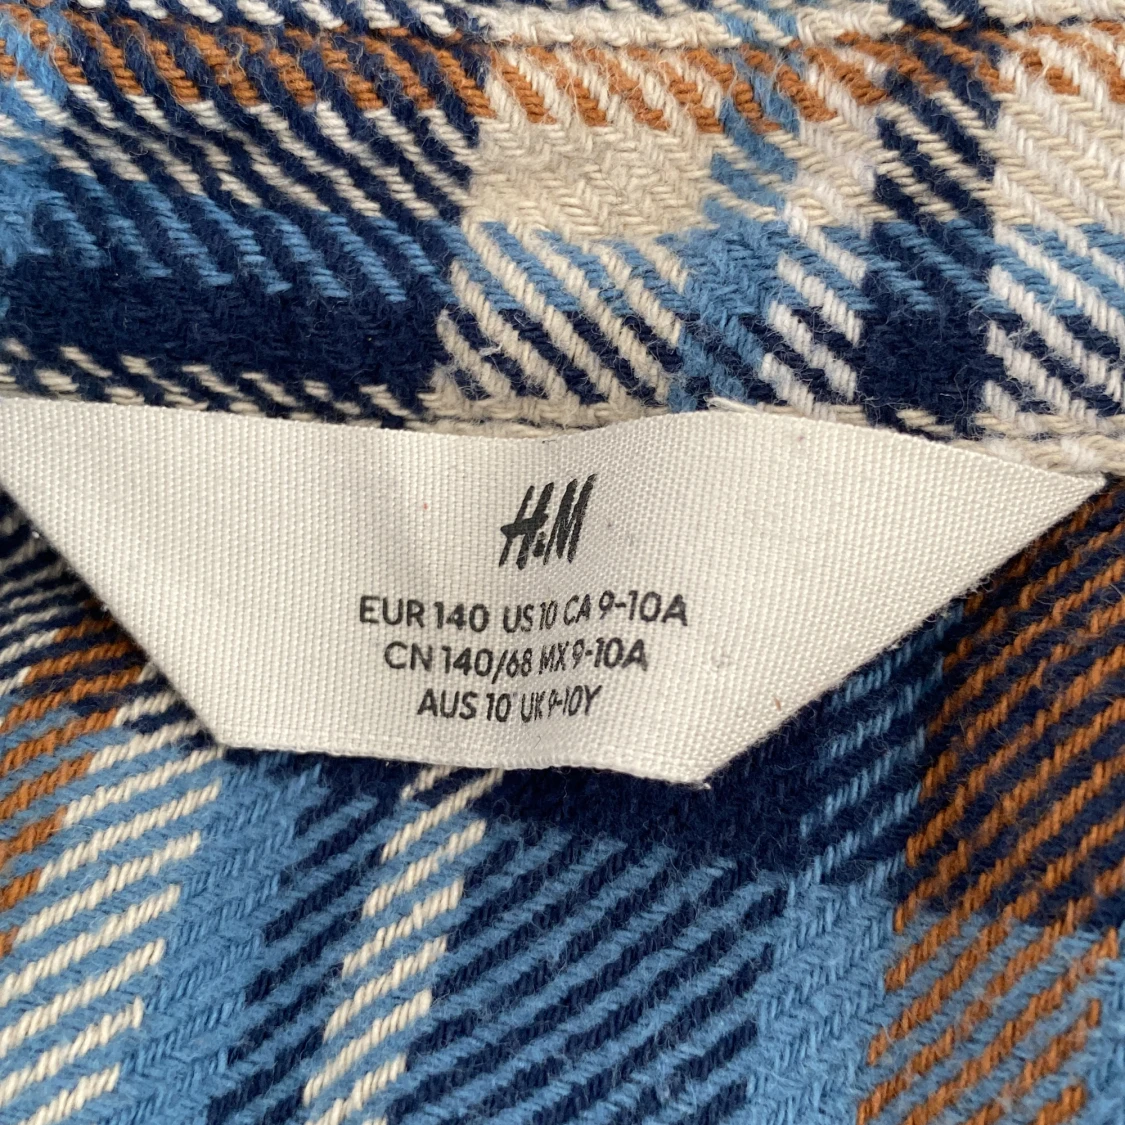 H&M
EUR 140 US 10 CA 9-10A
CN 140/68 MX 9-10A
AUS 10 UK 9-10Y